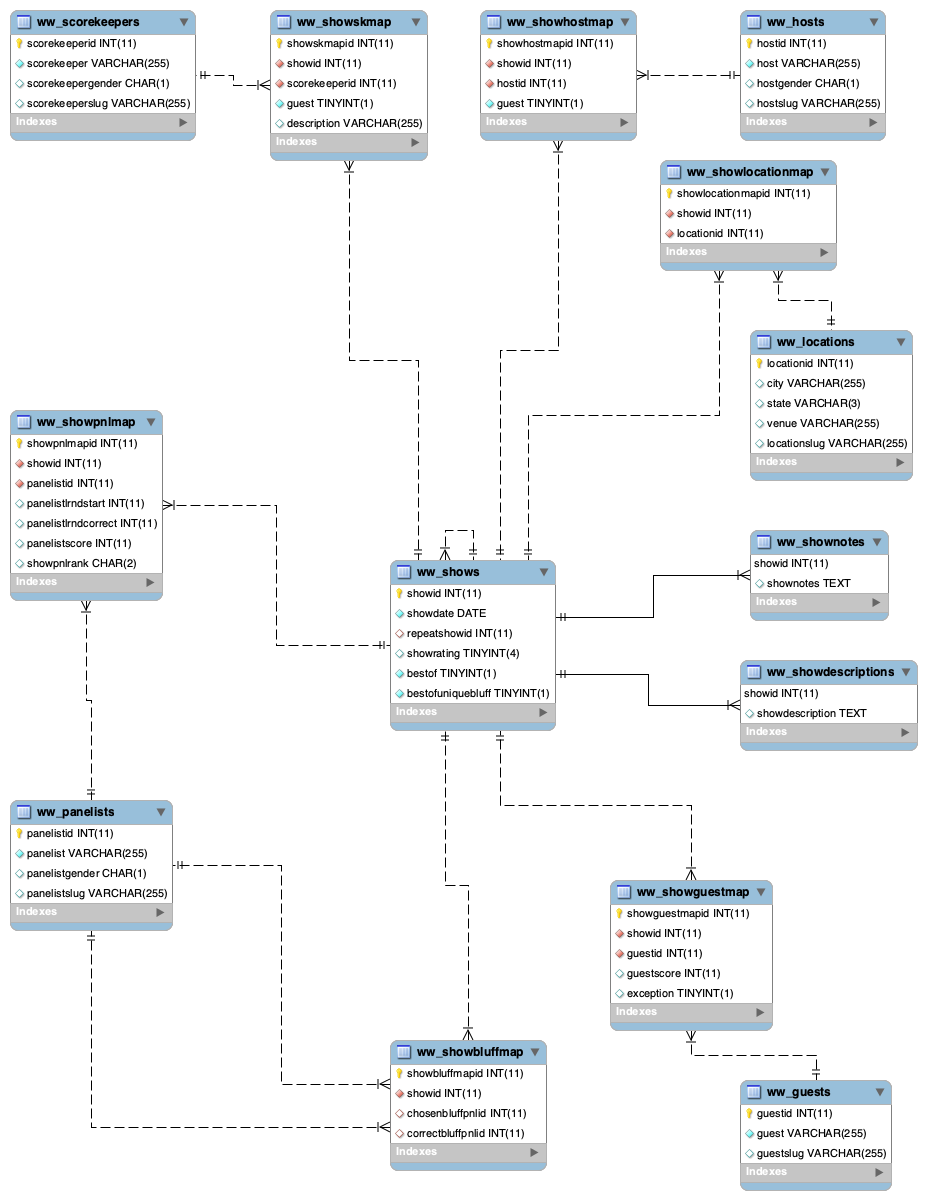 ww_scorekeepers
scorekeeperid INT(11)
scorekeeper VARCHAR(255)
scorekeepergender CHAR(1)
scorekeeperslug VARCHAR(255)
Indexes
ww_showskmap
showskmapid INT(11)
showid INT(11)
scorekeeperid INT(11)
guest TINYINT(1)
description VARCHAR(255)
Indexes
ww_showhostmap
showhostmapid INT(11)
showid INT(11)
hostid INT(11)
guest TINYINT(1)
Indexes
ww_hosts
hostid INT(11)
host VARCHAR(255)
hostgender CHAR(1)
hostslug VARCHAR(255)
Indexes
ww_showlocationmap
showlocationmapid INT(11)
showid INT(11)
locationid INT(11)
Indexes
ww_locations
locationid INT(11)
city VARCHAR(255)
state VARCHAR(3)
venue VARCHAR(255)
locationslug VARCHAR(255)
Indexes
ww_showpnlmap
showpnlmapid INT(11)
showid INT(11)
panelistid INT(11)
panelistlrndstart INT(11)
panelistlrndcorrect INT(11)
panelistscore INT(11)
showpnlrank CHAR(2)
Indexes
ww_shows
showid INT(11)
showdate DATE
repeatshowid INT(11)
showrating TINYINT(4)
bestof TINYINT(1)
bestofuniquebluff TINYINT(1)
Indexes
ww_shownotes
showid INT(11)
shownotes TEXT
Indexes
ww_showdescriptions
showid INT(11)
showdescription TEXT
Indexes
ww_panelists
panelistid INT(11)
panelist VARCHAR(255)
panelistgender CHAR(1)
panelistslug VARCHAR(255)
Indexes
ww_showguestmap
showguestmapid INT(11)
showid INT(11)
guestid INT(11)
guestscore INT(11)
exception TINYINT(1)
Indexes
ww_showbluffmap
showbluffmapid INT(11)
showid INT(11)
chosenbluffpnlid INT(11)
correctbluffpnlid INT(11)
Indexes
ww_guests
guestid INT(11)
guest VARCHAR(255)
guestslug VARCHAR(255)
Indexes